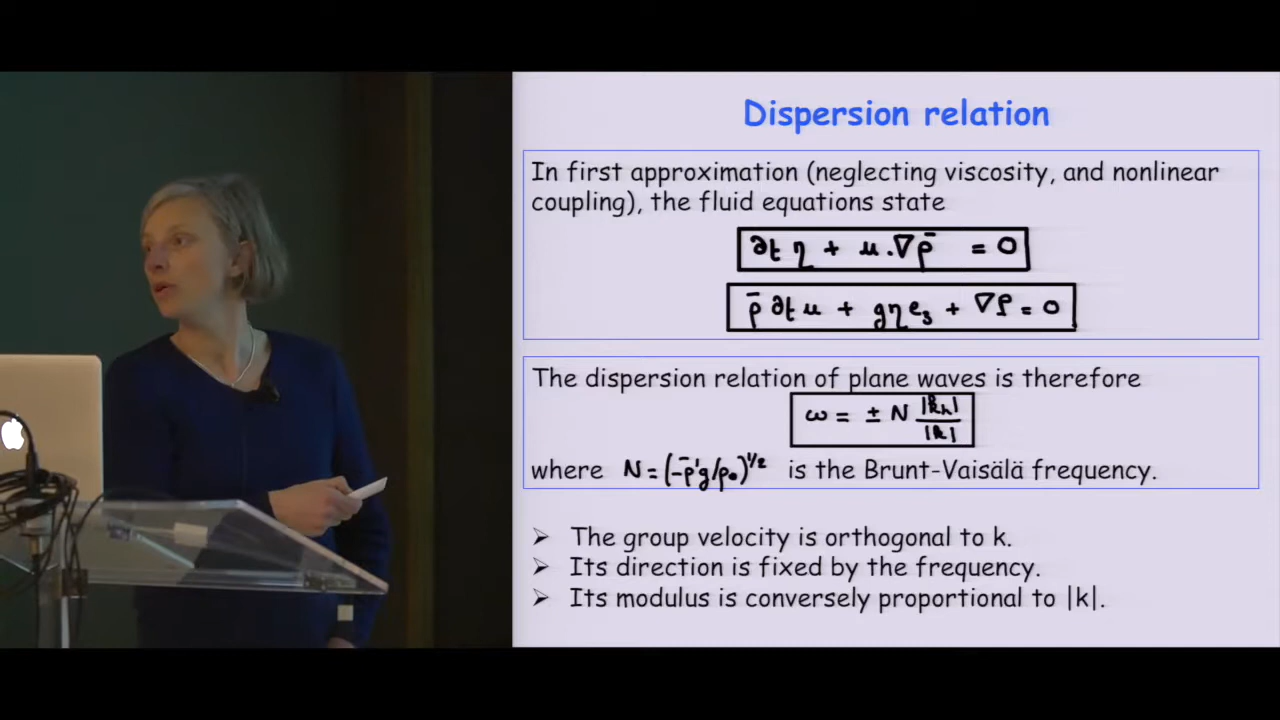 Dispersion relation
In first approximation (neglecting viscosity, and nonlinear
coupling), the fluid equations state
∂t η + u.∇ρ̄ = 0
ρ̄ ∂t u + gηe₃ + ∇P = 0
The dispersion relation of plane waves is therefore
ω = ± N |kₕ|/|k|
where N = (-ρ̄'g/ρ₀)^1/2 is the Brunt-Vaisälä frequency.
➢ The group velocity is orthogonal to k.
➢ Its direction is fixed by the frequency.
➢ Its modulus is conversely proportional to |k|.